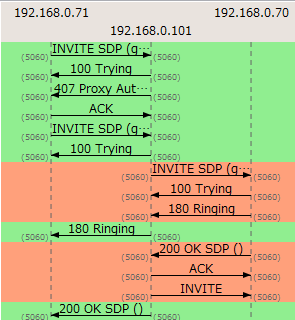 192.168.0.71 192.168.0.70
192.168.0.101
(5060) INVITE SDP (g··· (5060)
(5060) 100 Trying (5060)
(5060) 407 Proxy Aut··· (5060)
(5060) ACK (5060)
(5060) INVITE SDP (g··· (5060)
(5060) 100 Trying (5060)
(5060) INVITE SDP (g··· (5060)
(5060) 100 Trying (5060)
(5060) 180 Ringing (5060)
(5060) 180 Ringing (5060)
(5060) 200 OK SDP () (5060)
(5060) ACK (5060)
(5060) INVITE (5060)
(5060) 200 OK SDP () (5060)